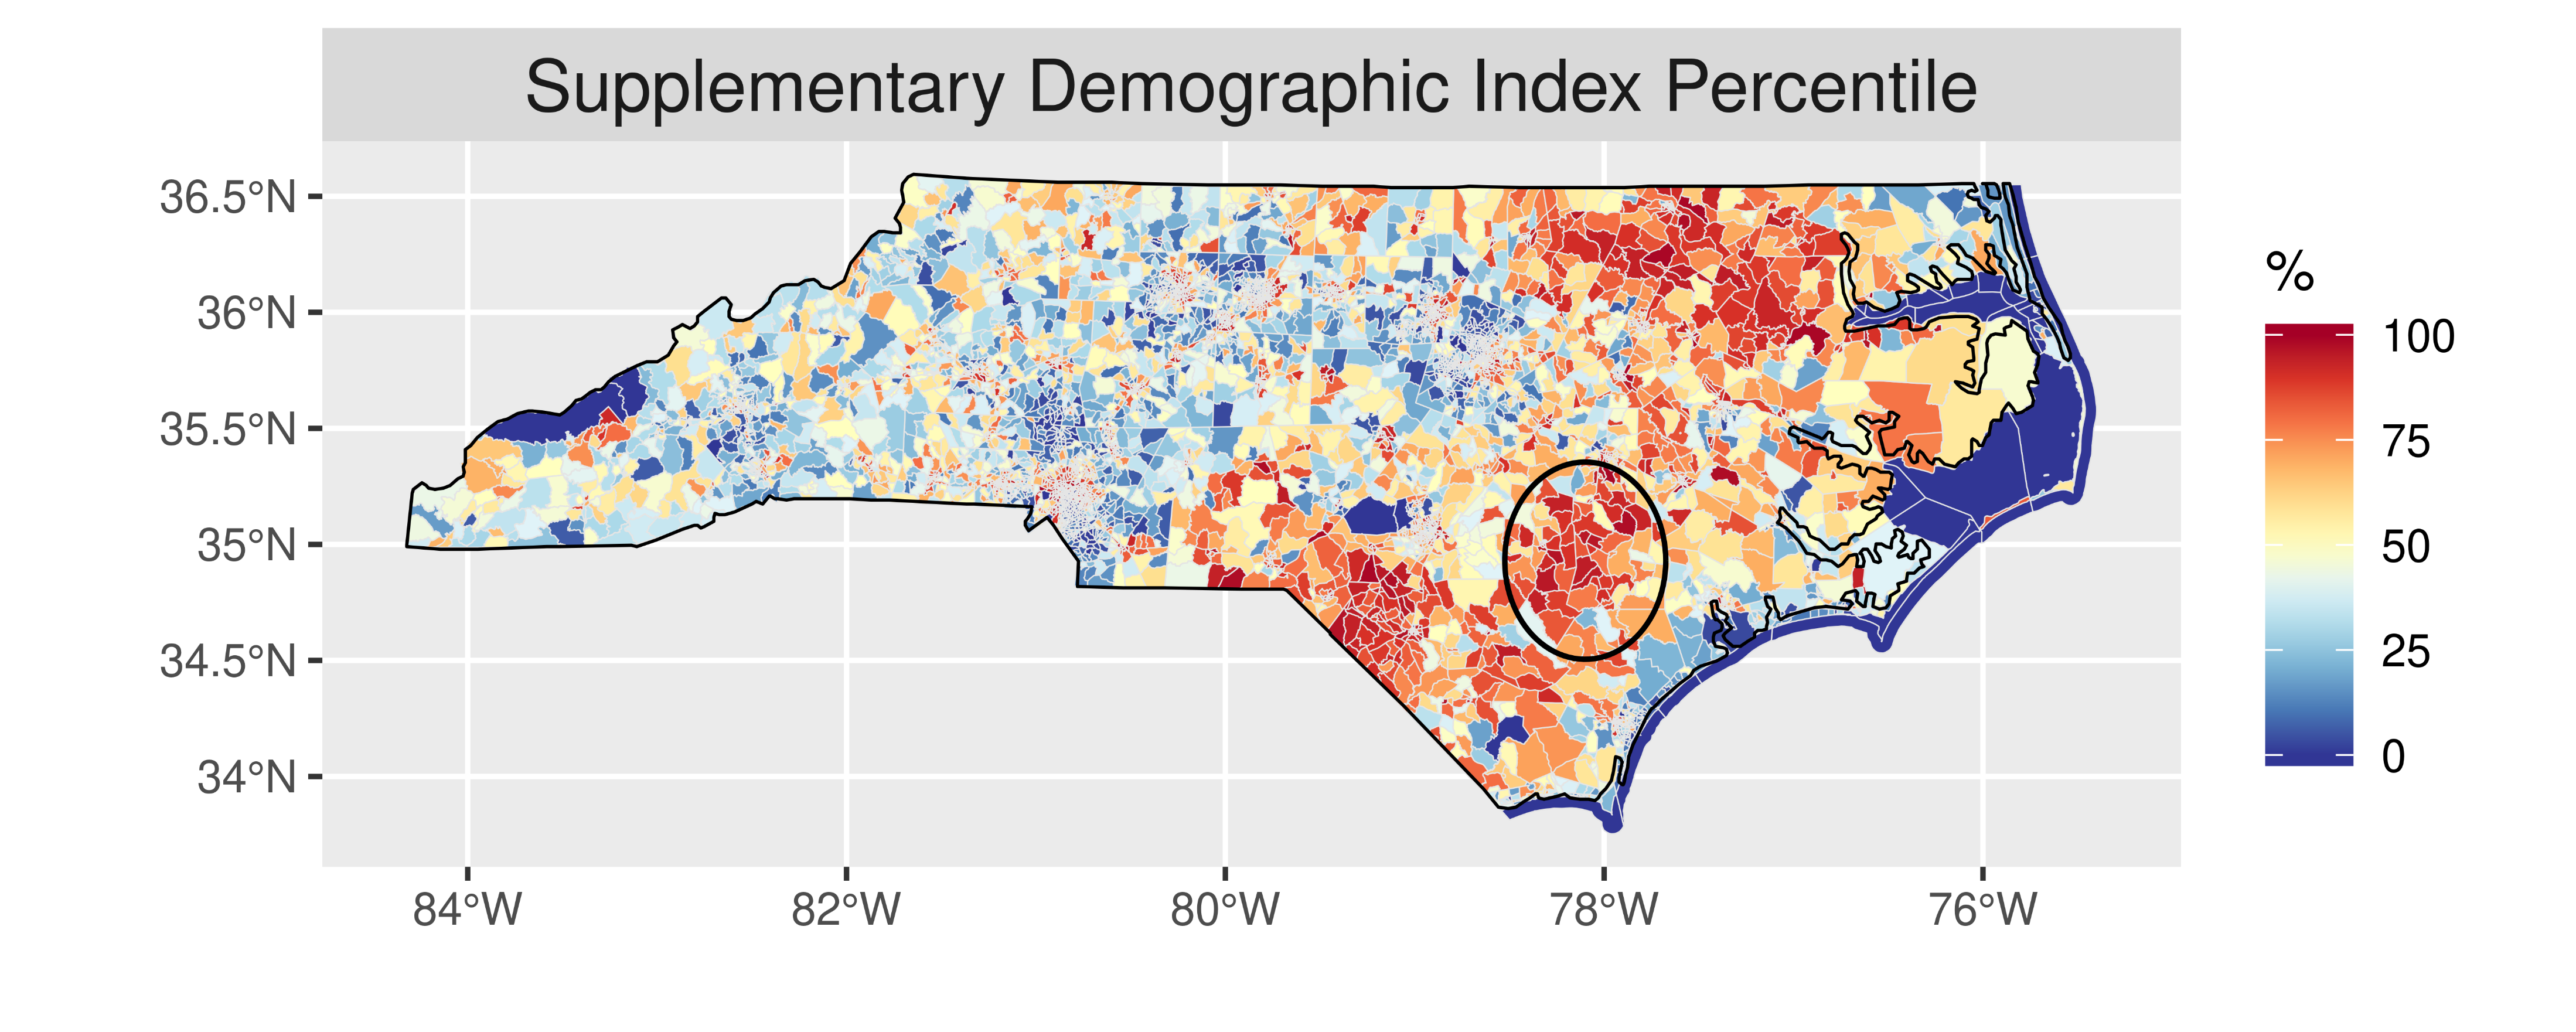 Supplementary Demographic Index Percentile
36.5°N
36°N
35.5°N
35°N
34.5°N
34°N
84°W
82°W
80°W
78°W
76°W
%
100
75
50
25
0